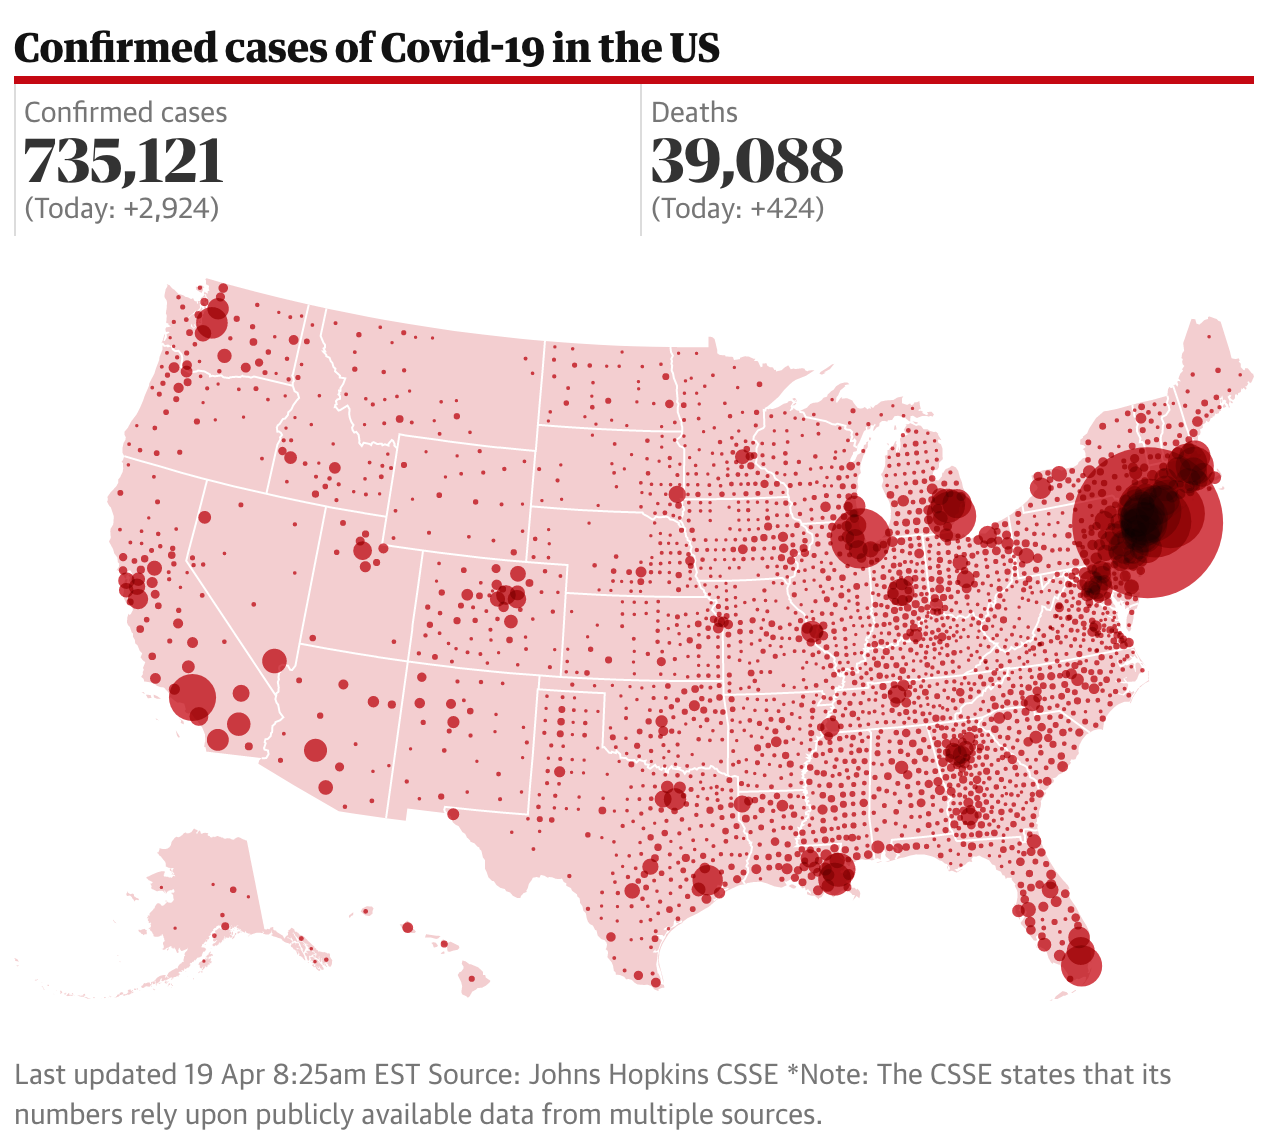 Confirmed cases of Covid-19 in the US
Confirmed cases
735,121
(Today: +2,924)
Deaths
39,088
(Today: +424)
Last updated 19 Apr 8:25am EST Source: Johns Hopkins CSSE *Note: The CSSE states that its
numbers rely upon publicly available data from multiple sources.